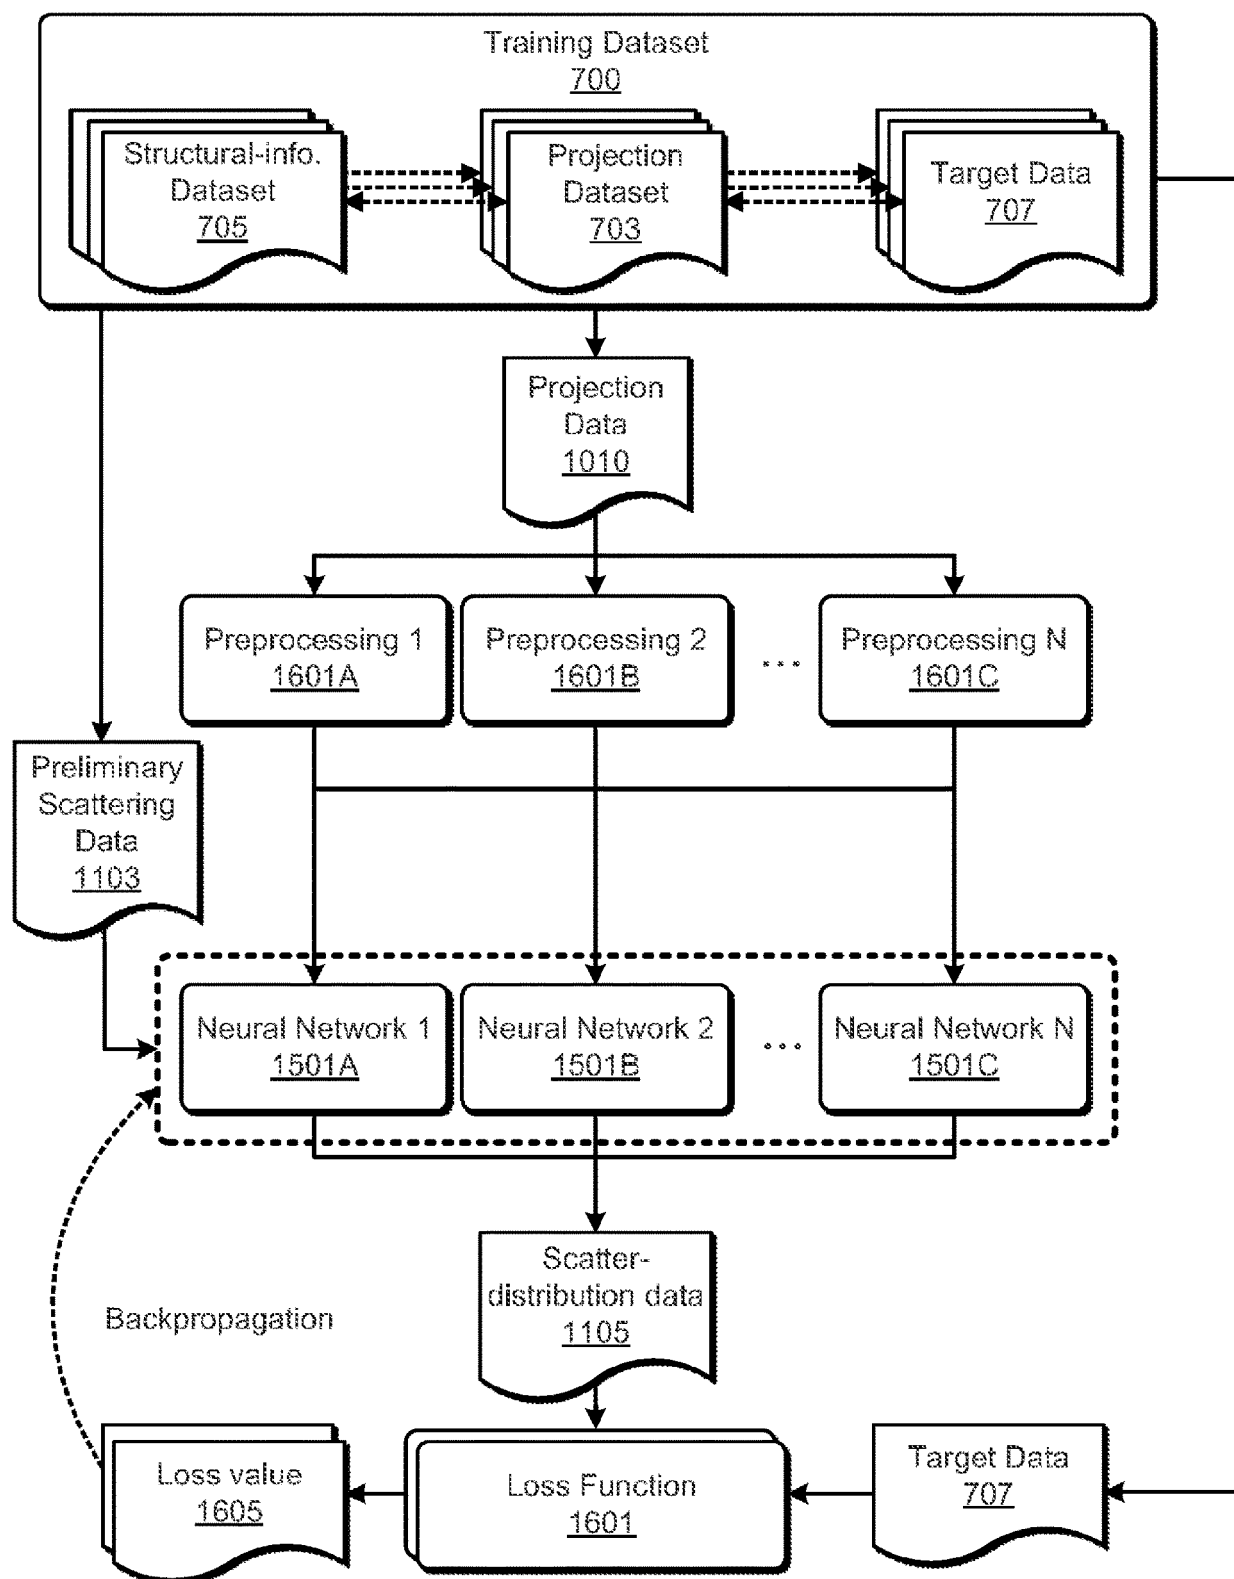 Training Dataset
700
Structural-info.
Dataset
705
Projection
Dataset
703
Target Data
707
Projection
Data
1010
Preprocessing 1
1601A
Preprocessing 2
1601B
...
Preprocessing N
1601C
Preliminary
Scattering
Data
1103
Neural Network 1
1501A
Neural Network 2
1501B
...
Neural Network N
1501C
Scatter-
distribution data
1105
Backpropagation
Loss value
1605
Loss Function
1601
Target Data
707